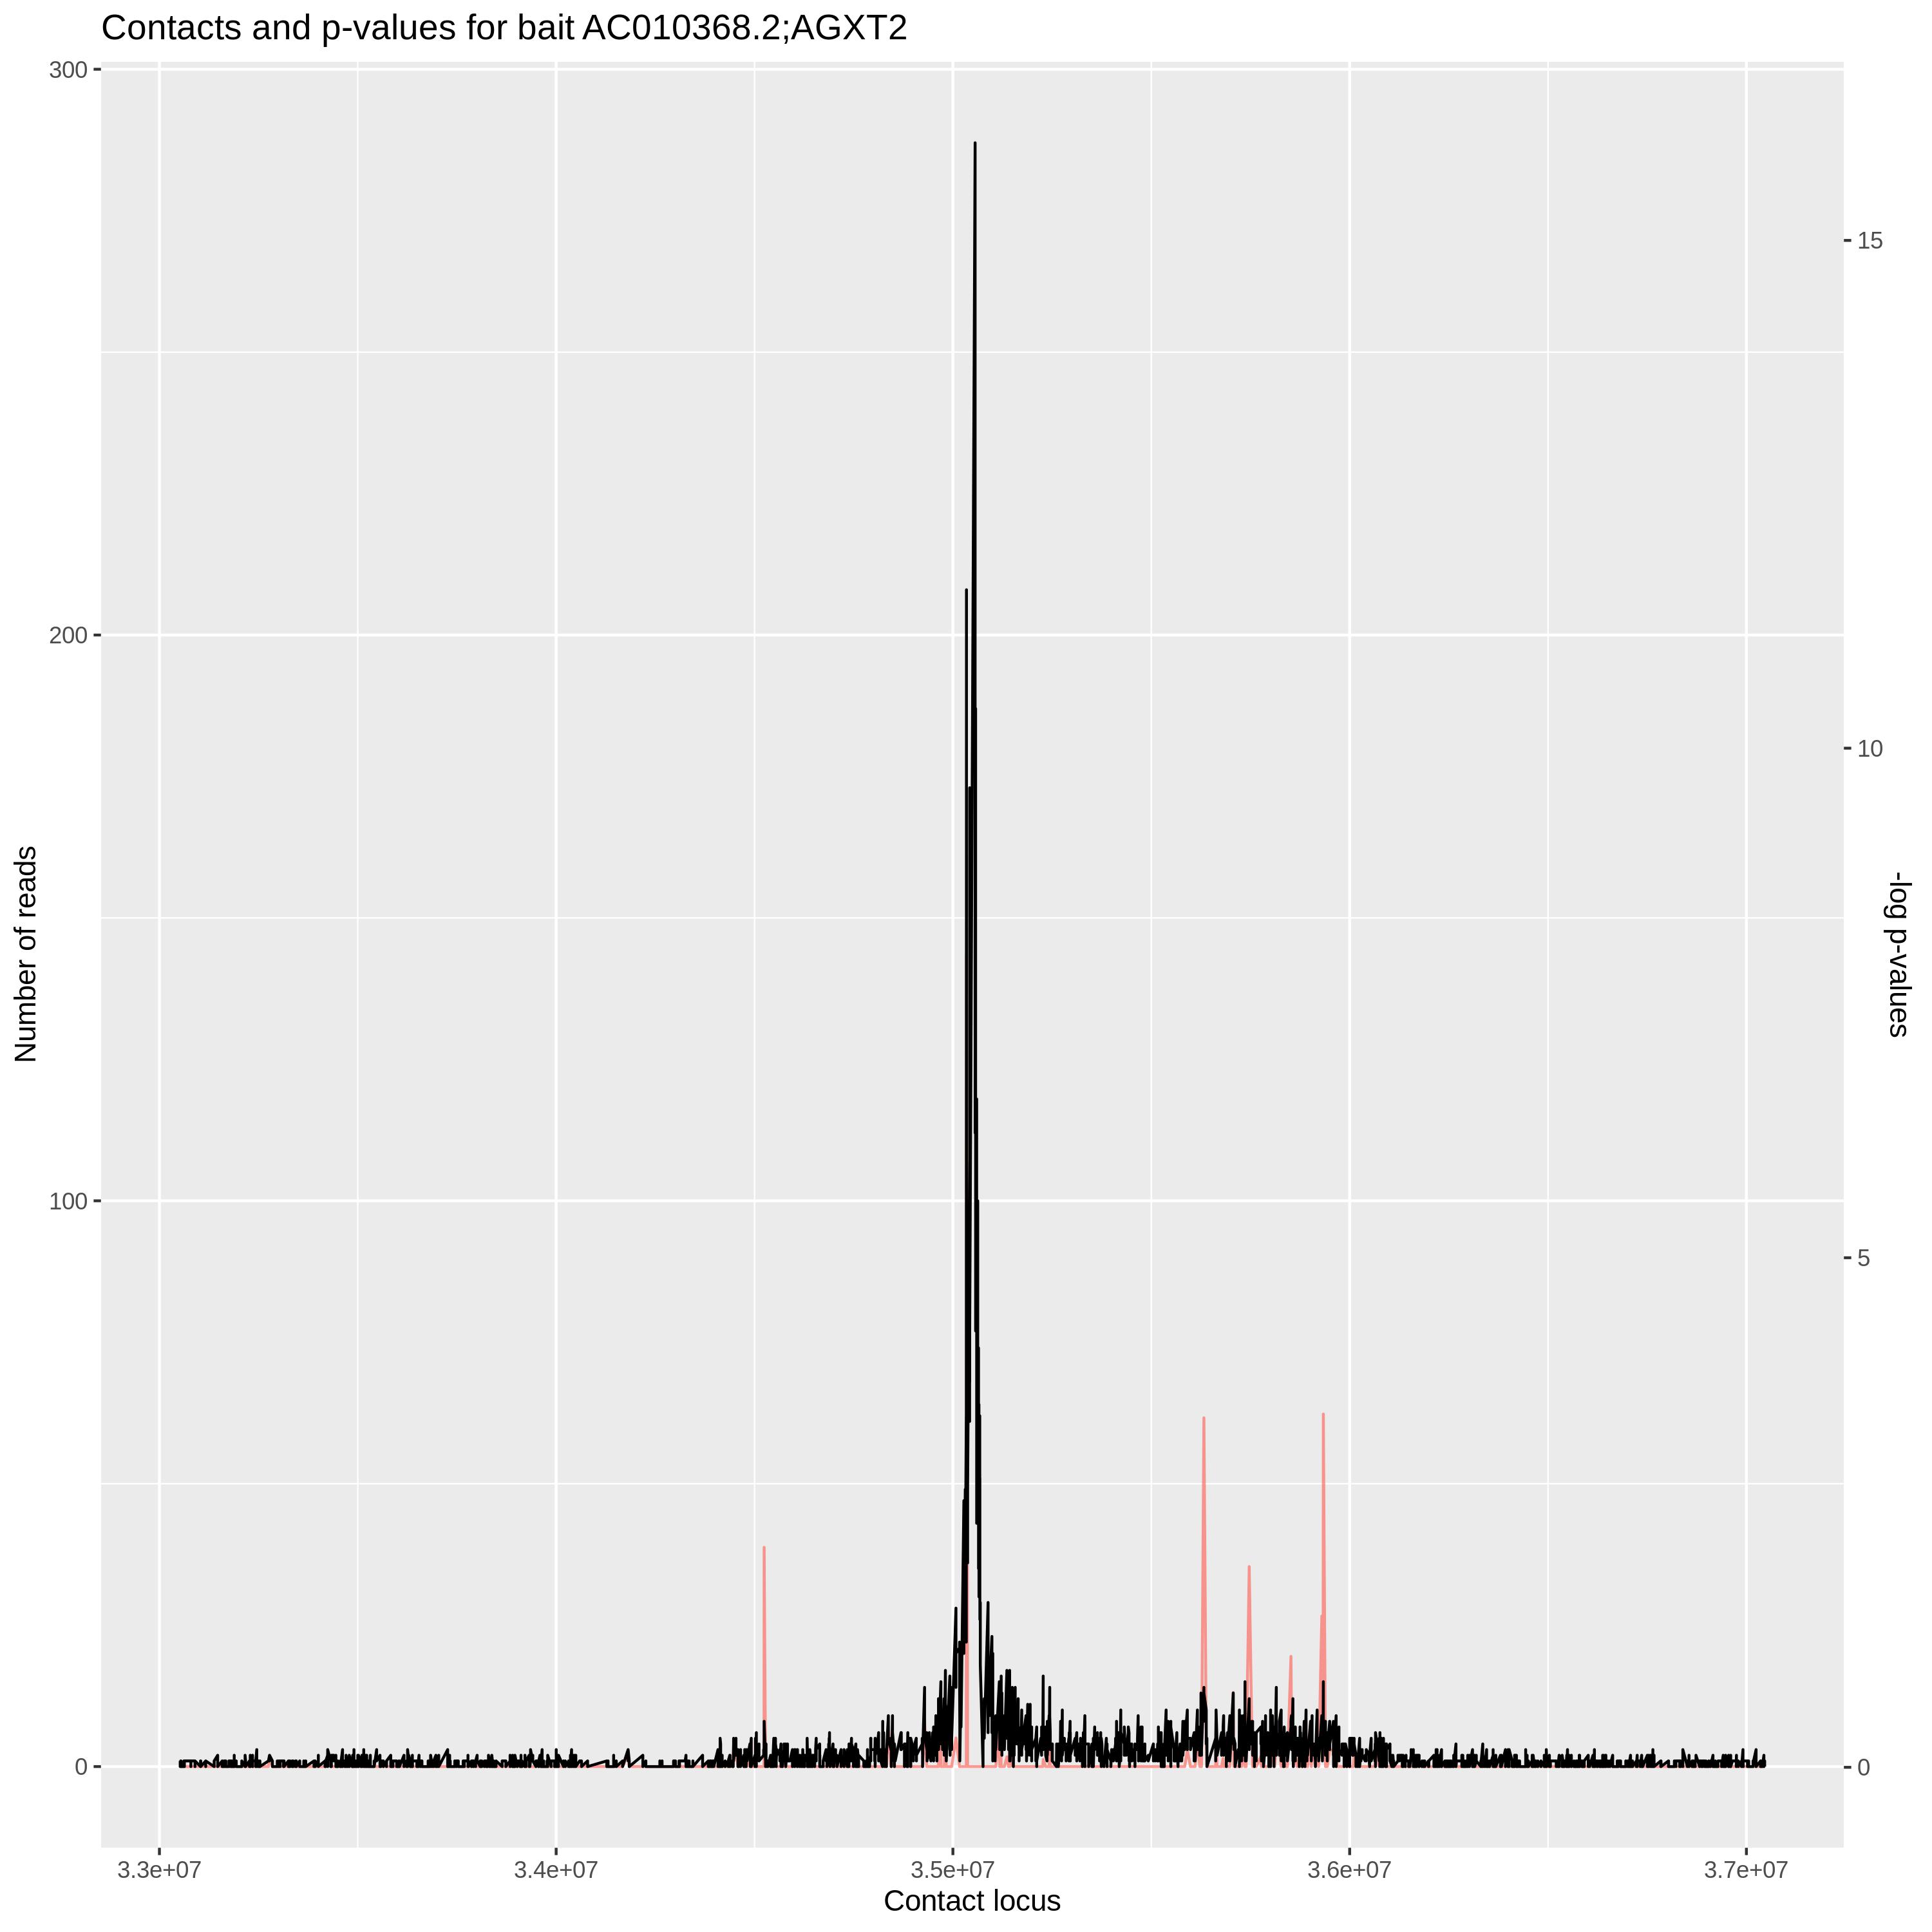 Contacts and p-values for bait AC010368.2;AGXT2
300
200
100
0
Number of reads
15
10
5
0
-log p-values
3.3e+07
3.4e+07
3.5e+07
3.6e+07
3.7e+07
Contact locus